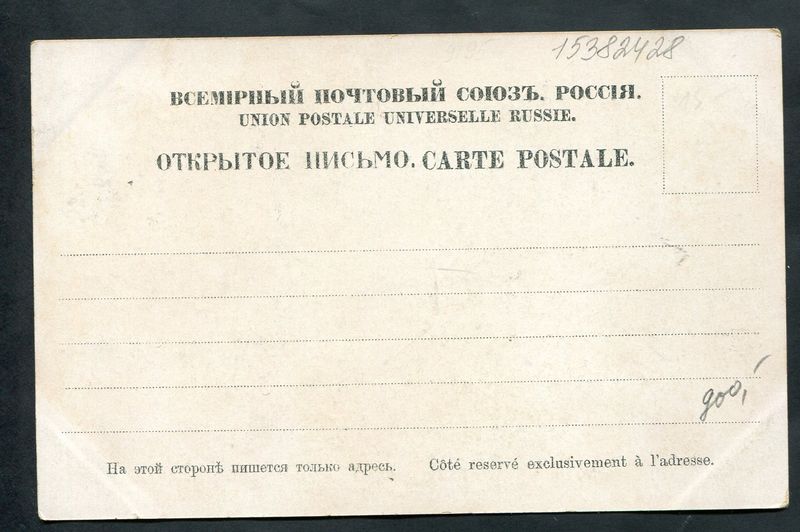 15382428
ВСЕМІРНЫЙ ПОЧТОВЫЙ СОЮЗЪ. РОССІЯ.
UNION POSTALE UNIVERSELLE RUSSIE.
ОТКРЫТОЕ ПИСЬМО. CARTE POSTALE.
На этой сторонѣ пишется только адресъ. Côté reservé exclusivement à l'adresse.